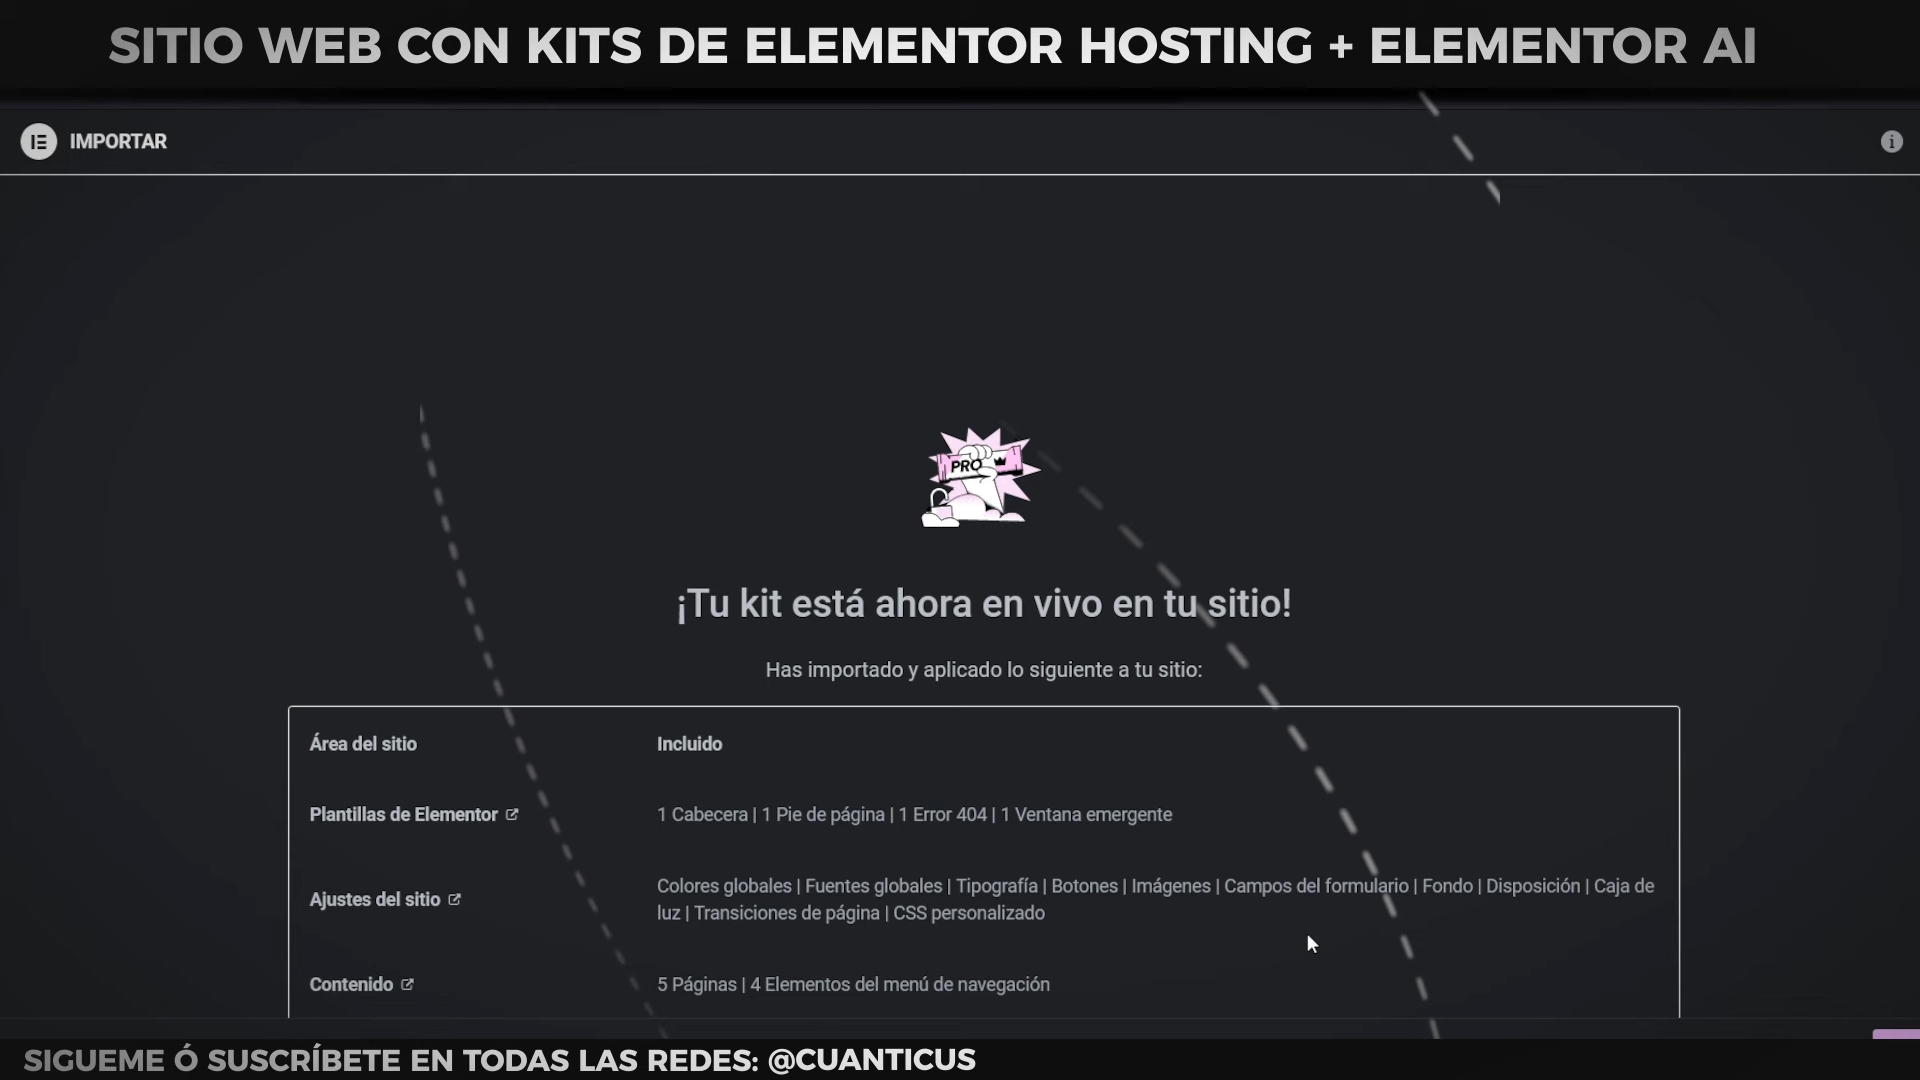 SITIO WEB CON KITS DE ELEMENTOR HOSTING + ELEMENTOR AI
IMPORTAR
PRO
¡Tu kit está ahora en vivo en tu sitio!
Has importado y aplicado lo siguiente a tu sitio:
Área del sitio Incluido
Plantillas de Elementor 1 Cabecera | 1 Pie de página | 1 Error 404 | 1 Ventana emergente
Ajustes del sitio Colores globales | Fuentes globales | Tipografía | Botones | Imágenes | Campos del formulario | Fondo | Disposición | Caja de
luz | Transiciones de página | CSS personalizado
Contenido 5 Páginas | 4 Elementos del menú de navegación
SIGUEME Ó SUSCRÍBETE EN TODAS LAS REDES: @CUANTICUS